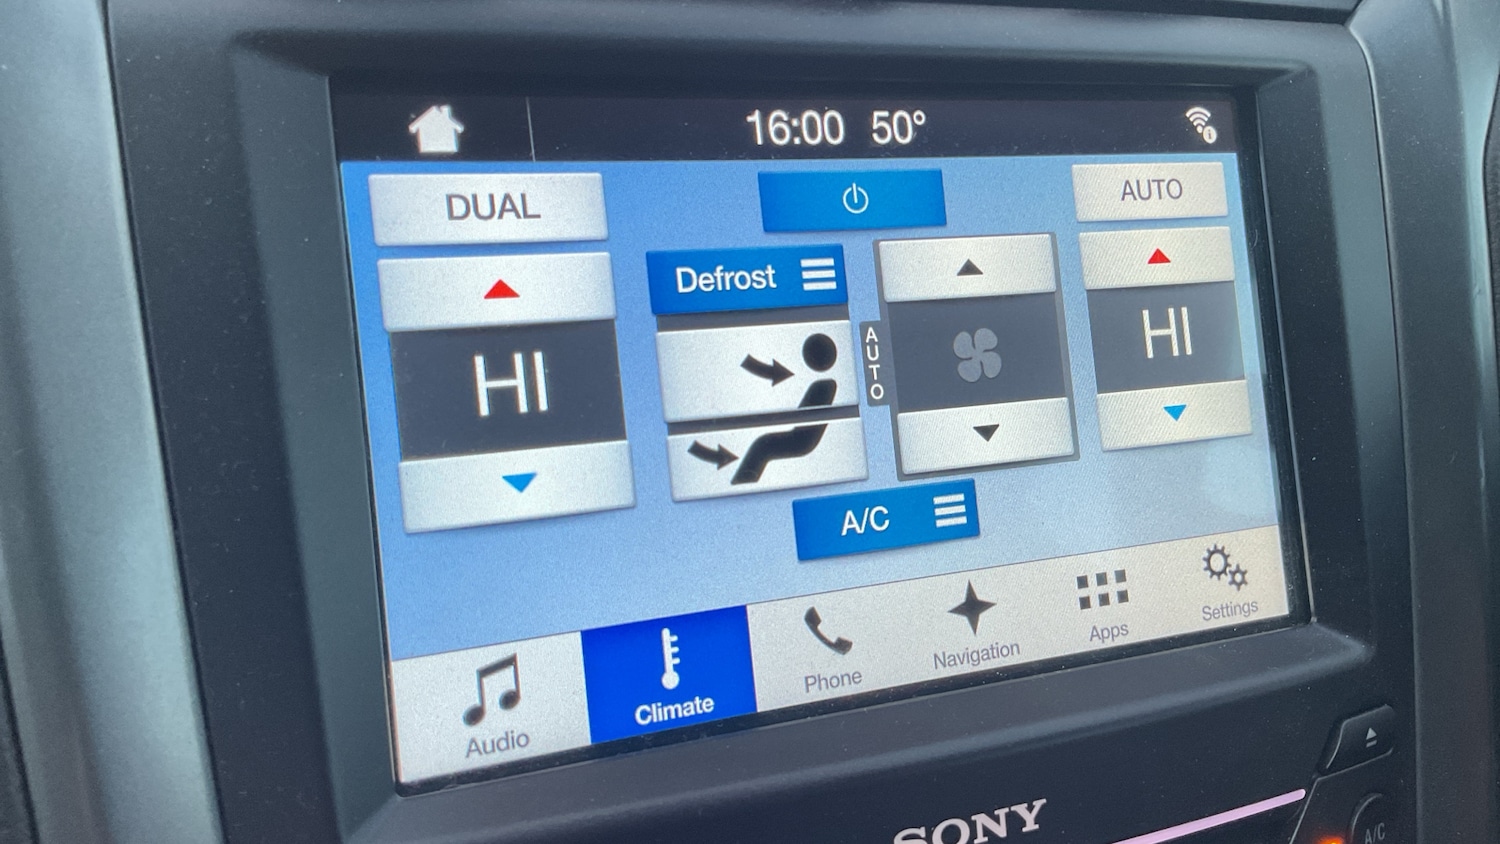 16:00 50°
DUAL
AUTO
Defrost
HI
AUTO
HI
A/C
Audio
Climate
Phone
Navigation
Apps
Settings
SONY
A/C